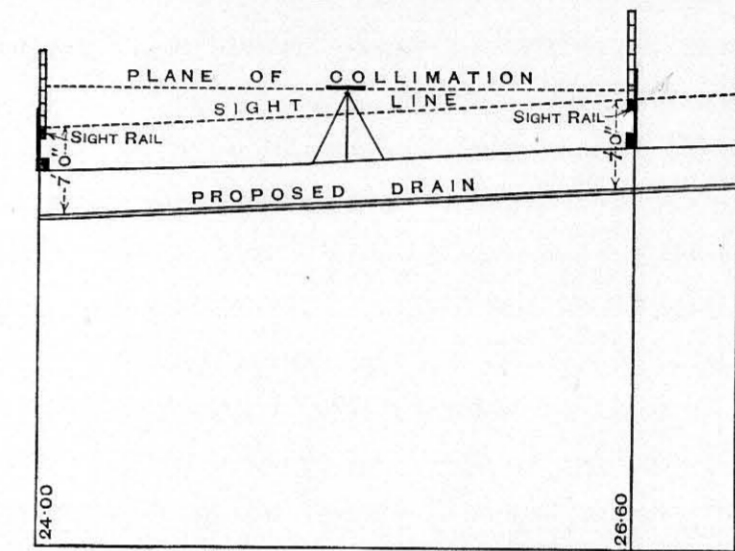 PLANE OF COLLIMATION
SIGHT LINE
SIGHT RAIL
SIGHT RAIL
7'0"
7'0"
PROPOSED DRAIN
24·00
26·60